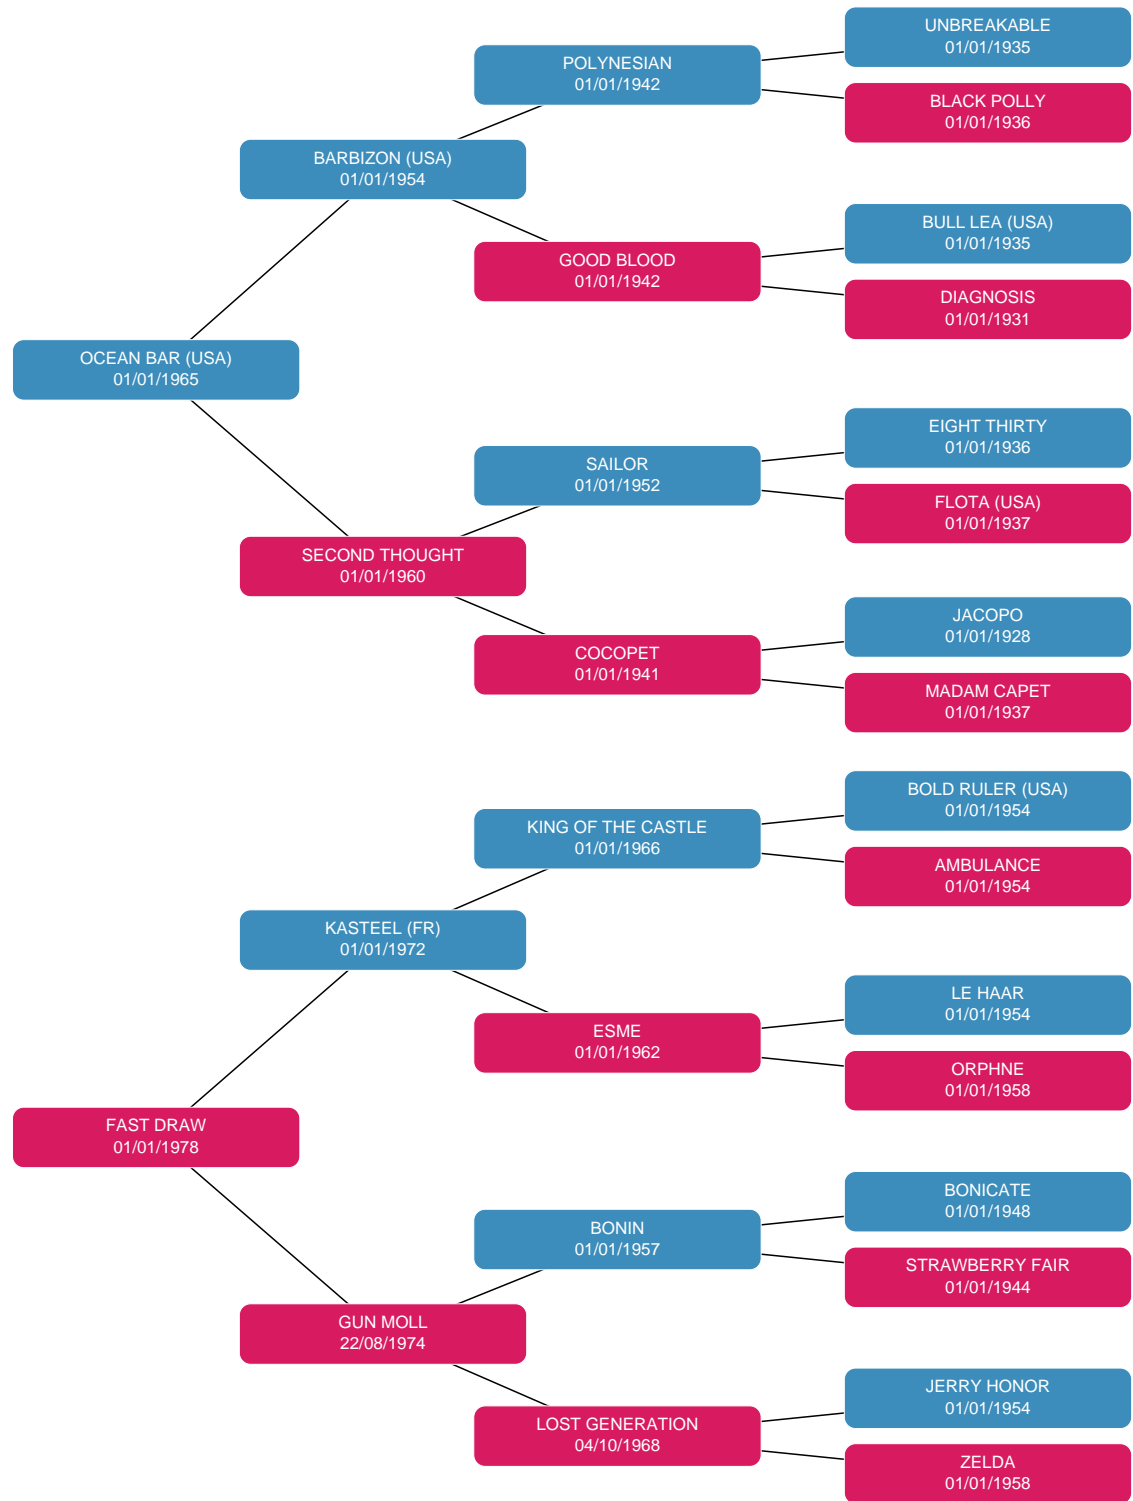 UNBREAKABLE
01/01/1935
POLYNESIAN
01/01/1942
BLACK POLLY
01/01/1936
BARBIZON (USA)
01/01/1954
BULL LEA (USA)
01/01/1935
GOOD BLOOD
01/01/1942
DIAGNOSIS
01/01/1931
OCEAN BAR (USA)
01/01/1965
EIGHT THIRTY
01/01/1936
SAILOR
01/01/1952
FLOTA (USA)
01/01/1937
SECOND THOUGHT
01/01/1960
JACOPO
01/01/1928
COCOPET
01/01/1941
MADAM CAPET
01/01/1937
BOLD RULER (USA)
01/01/1954
KING OF THE CASTLE
01/01/1966
AMBULANCE
01/01/1954
KASTEEL (FR)
01/01/1972
LE HAAR
01/01/1954
ESME
01/01/1962
ORPHNE
01/01/1958
FAST DRAW
01/01/1978
BONICATE
01/01/1948
BONIN
01/01/1957
STRAWBERRY FAIR
01/01/1944
GUN MOLL
22/08/1974
JERRY HONOR
01/01/1954
LOST GENERATION
04/10/1968
ZELDA
01/01/1958